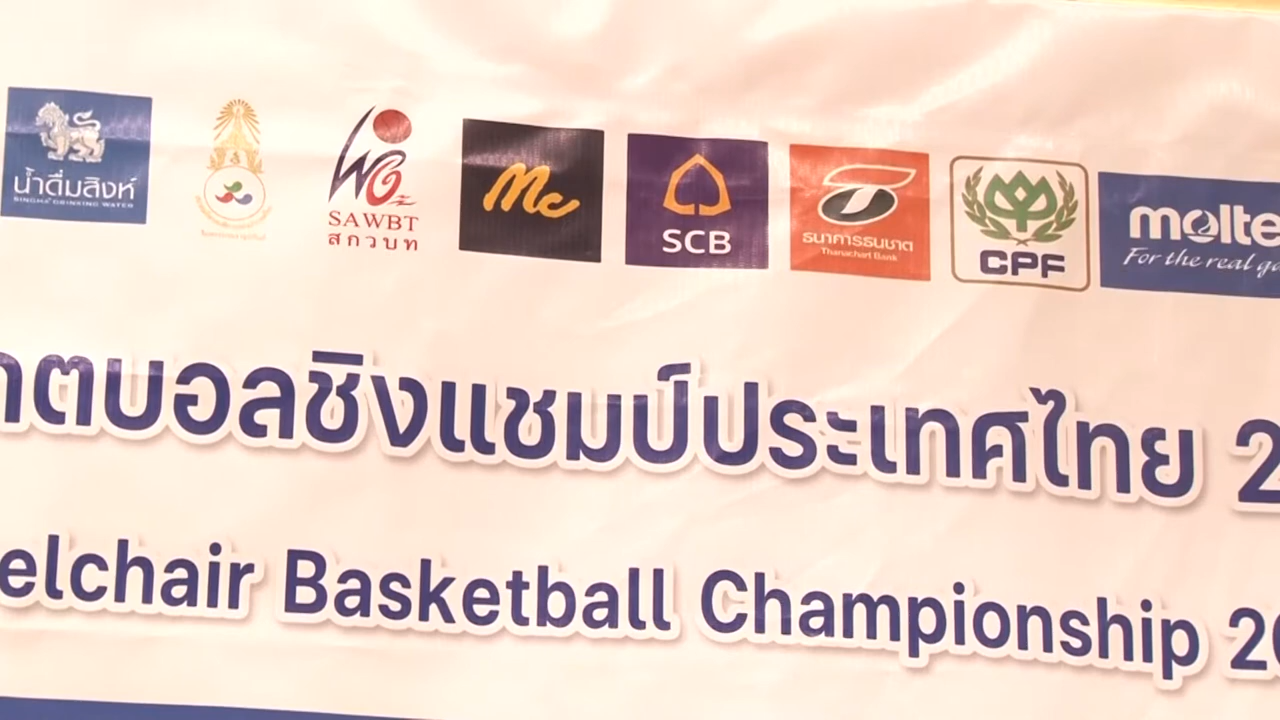 น้ำดื่มสิงห์
SINGHA DRINKING WATER
SAWBT
สกวบท
Mc
SCB
ธนาคารธนชาต
Thanachart Bank
CPF
molte
For the real ga
กตบอลชิงแชมป์ประเทศไทย 2
elchair Basketball Championship 20